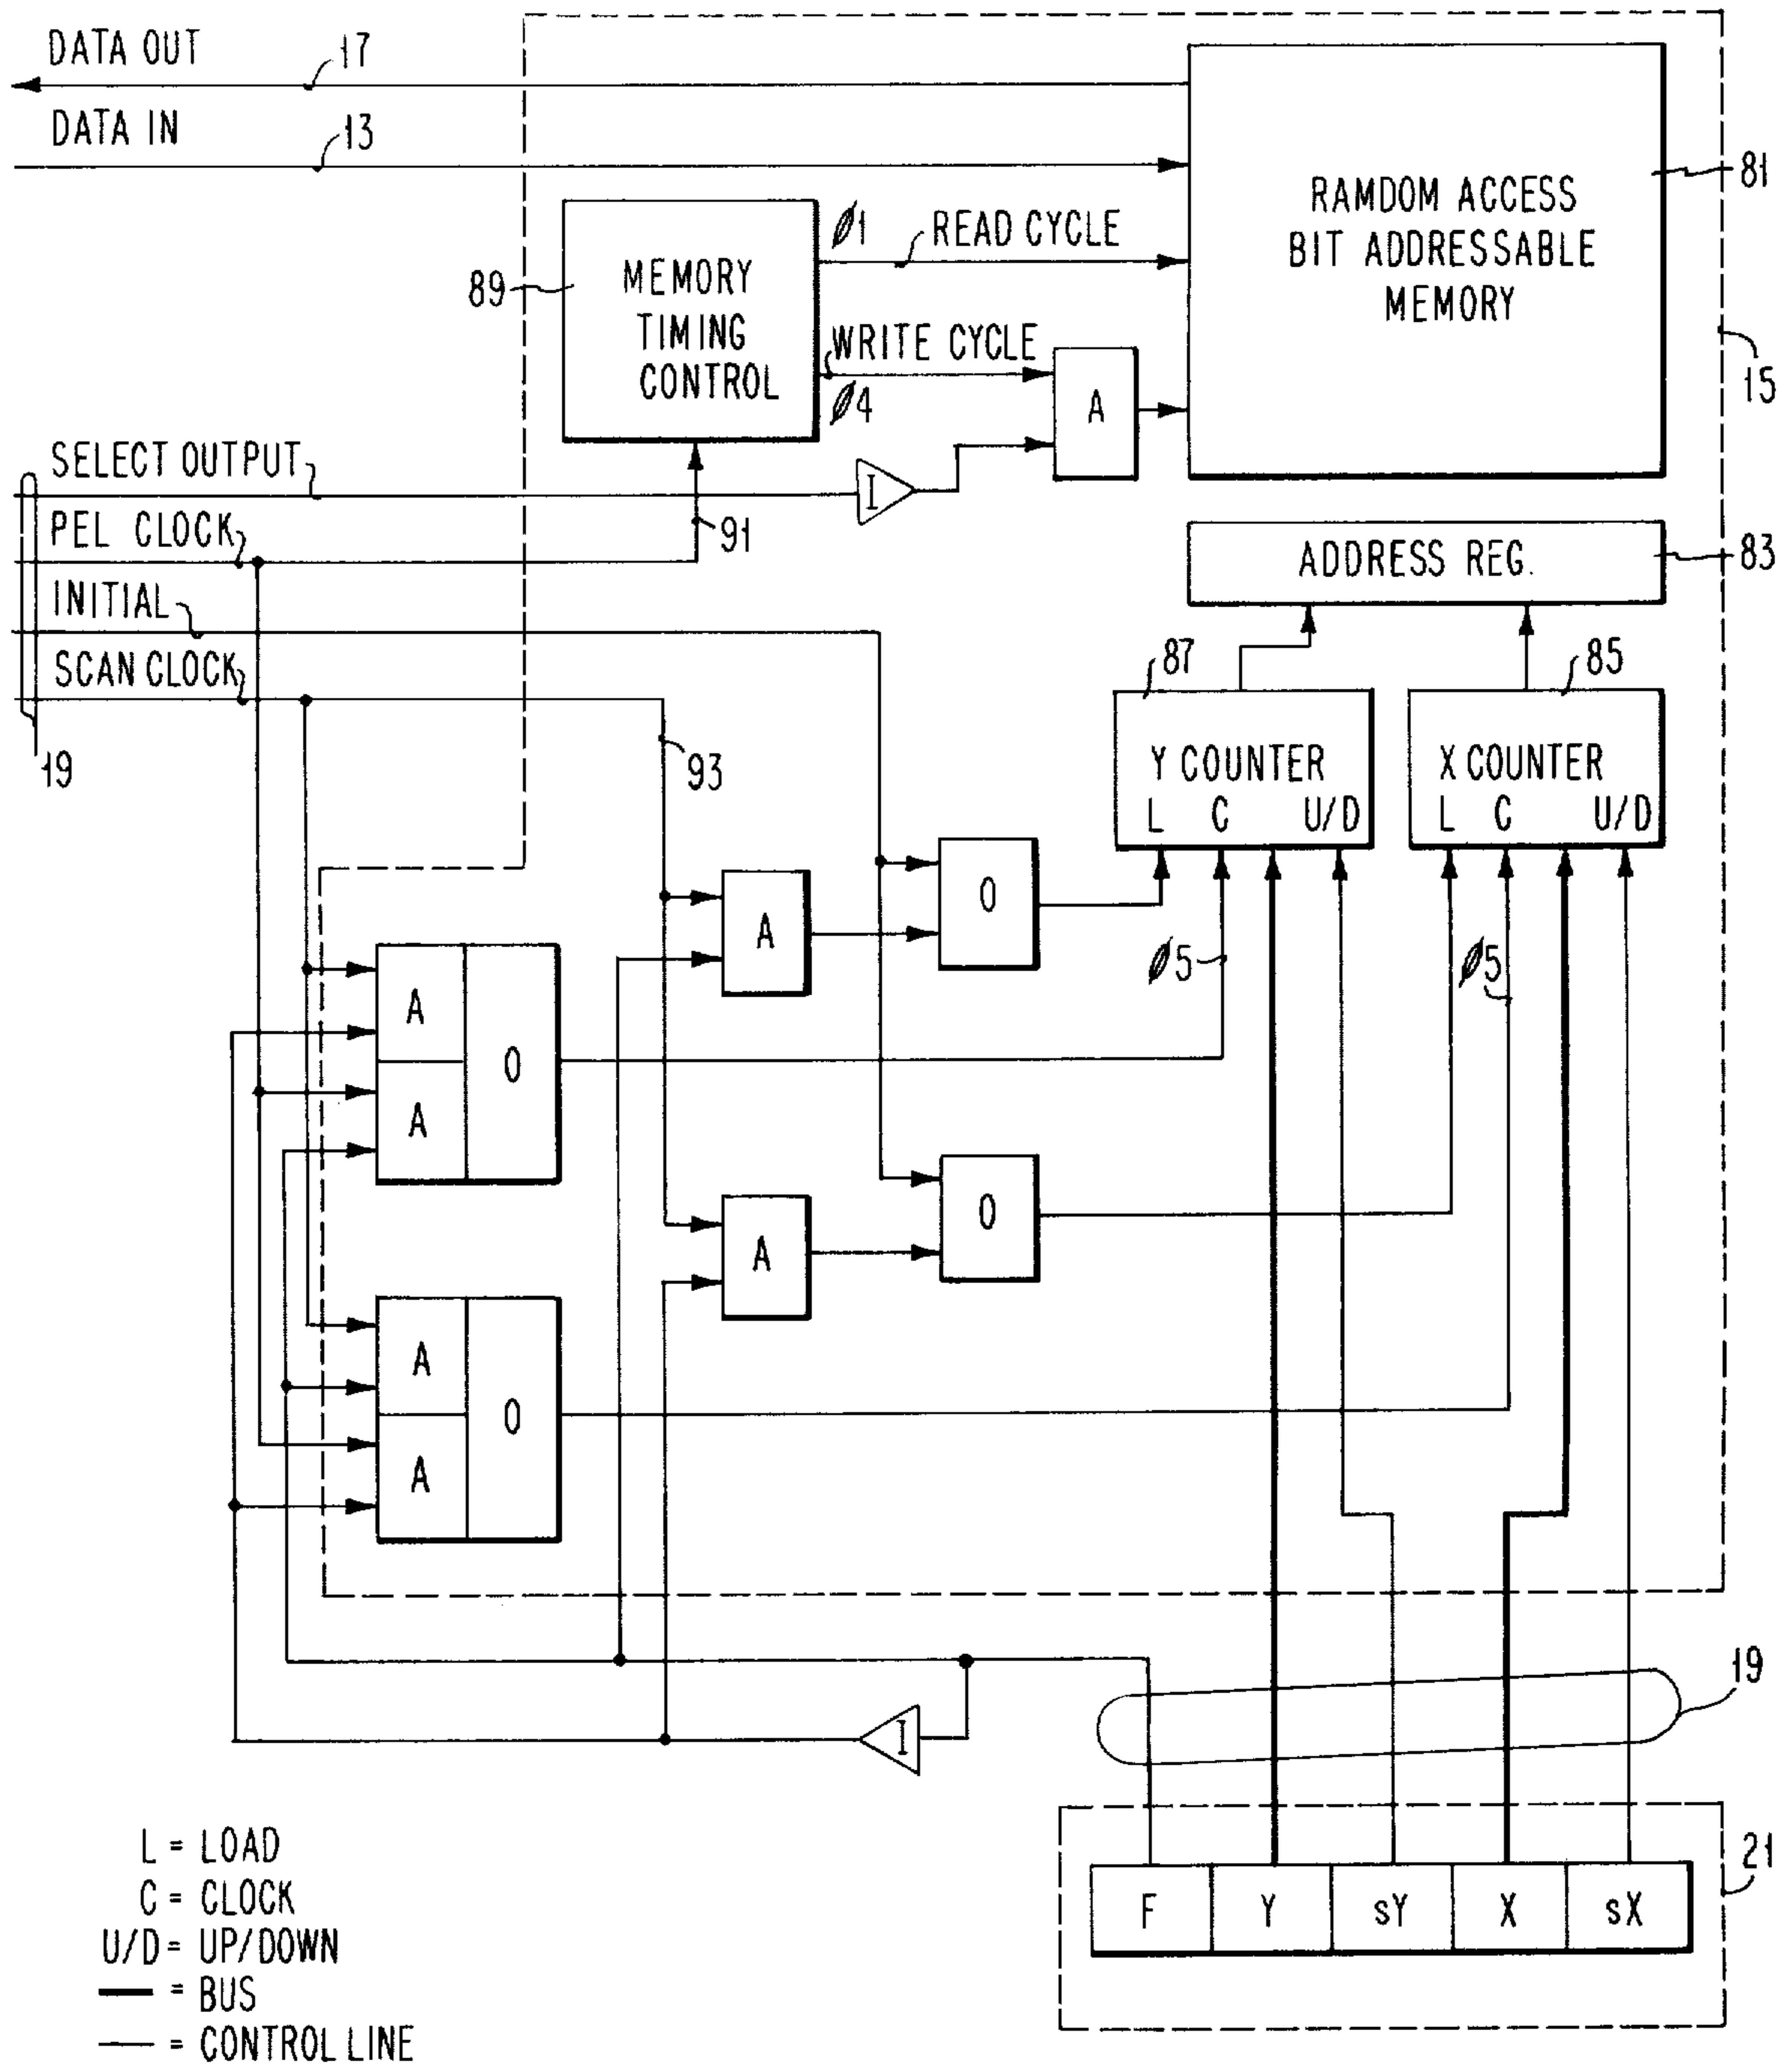 DATA OUT
17
DATA IN
13
81
RAMDOM ACCESS
BIT ADDRESSABLE
MEMORY
ø1
READ CYCLE
89
MEMORY
TIMING
CONTROL
WRITE CYCLE
ø4
A
15
SELECT OUTPUT
I
PEL CLOCK
91
ADDRESS REG.
83
INITIAL
SCAN CLOCK
87
85
19
93
Y COUNTER
L C U/D
X COUNTER
L C U/D
A
O
ø5
ø5
A
O
A
A
O
A
A
O
A
I
19
21
F Y sY X sX
L = LOAD
C = CLOCK
U/D = UP/DOWN
= BUS
= CONTROL LINE